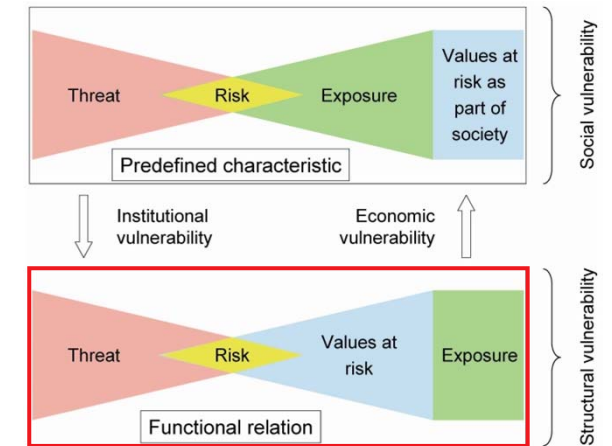 Threat
Risk
Exposure
Values at
risk as
part of
society
Predefined characteristic
Social vulnerability
Institutional
vulnerability
Economic
vulnerability
Threat
Risk
Values at
risk
Exposure
Functional relation
Structural vulnerability